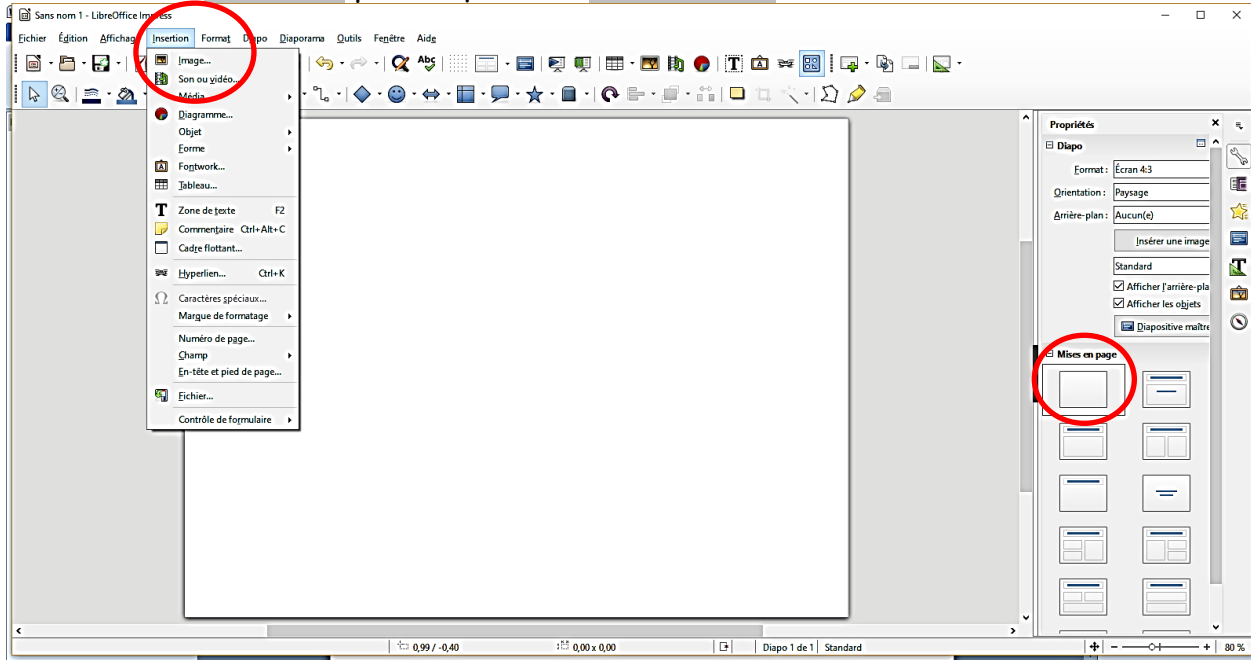 Sans nom 1 - LibreOffice Impress
Fichier Édition Affichage Insertion Format Diapo Diaporama Outils Fenêtre Aide
Image...
Son ou vidéo...
Média
Diagramme...
Objet
Forme
Fontwork...
Tableau...
Zone de texte F2
Commentaire Ctrl+Alt+C
Cadre flottant...
Hyperlien... Ctrl+K
Caractères spéciaux...
Marque de formatage
Numéro de page...
Champ
En-tête et pied de page...
Fichier...
Contrôle de formulaire
Propriétés
Diapo
Format : Écran 4:3
Orientation : Paysage
Arrière-plan : Aucun(e)
Insérer une image
Standard
Afficher l'arrière-pla
Afficher les objets
Diapositive maître
Mises en page
0,99 / -0,40 0,00 x 0,00 Diapo 1 de 1 Standard 80 %